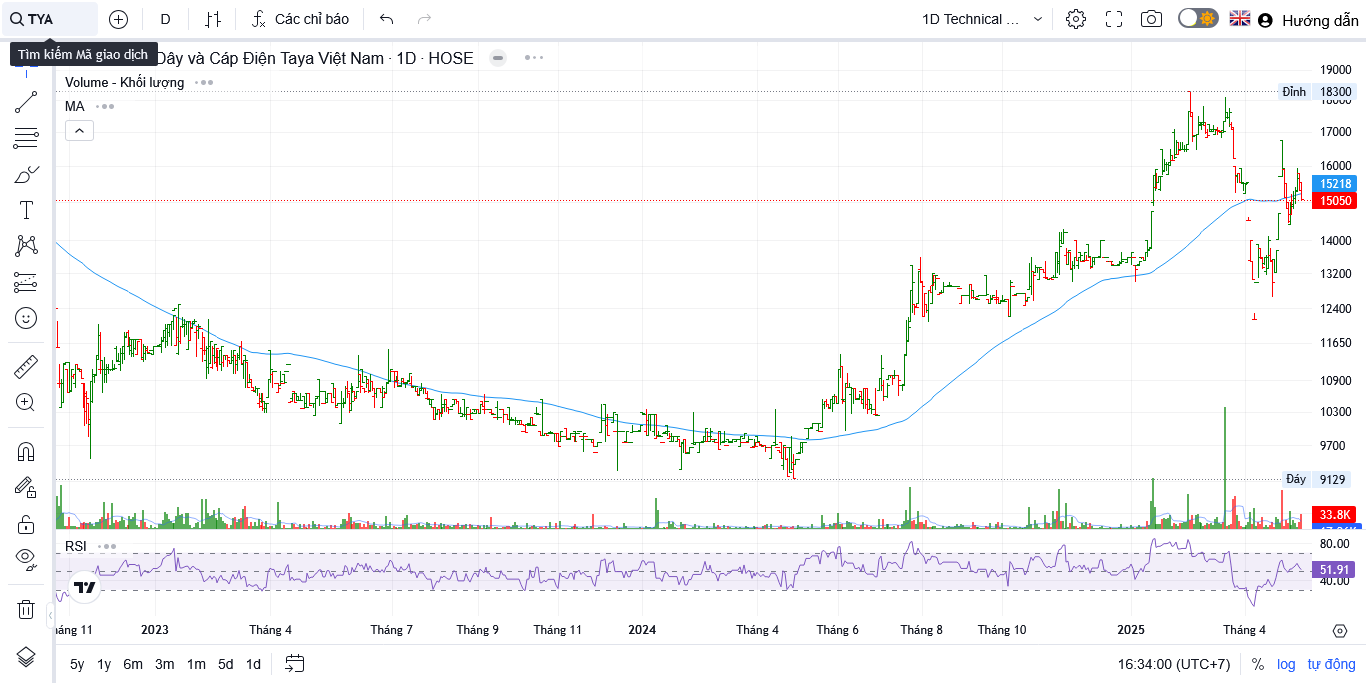 TYA
D
Các chỉ báo
1D Technical ...
Hướng dẫn
Tìm kiếm Mã giao dịch
Dây và Cáp Điện Taya Việt Nam · 1D · HOSE
Volume - Khối lượng
MA
19000
Đỉnh 18300
18000
17000
16000
15218
15050
14000
13200
12400
11650
10900
10300
9700
Đáy 9129
33.8K
RSI
80.00
51.91
40.00
háng 11 2023 Tháng 4 Tháng 7 Tháng 9 Tháng 11 2024 Tháng 4 Tháng 6 Tháng 8 Tháng 10 2025 Tháng 4
5y 1y 6m 3m 1m 5d 1d
16:34:00 (UTC+7) % log tự động